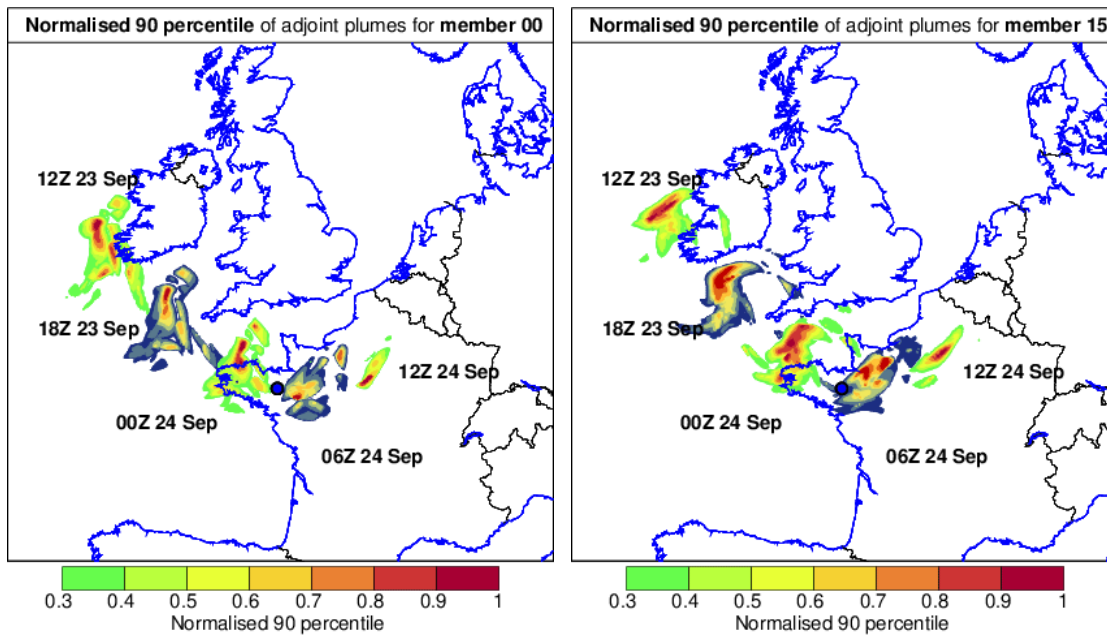 Normalised 90 percentile of adjoint plumes for member 00
12Z 23 Sep
18Z 23 Sep
12Z 24 Sep
00Z 24 Sep
06Z 24 Sep
0.3 0.4 0.5 0.6 0.7 0.8 0.9 1
Normalised 90 percentile
Normalised 90 percentile of adjoint plumes for member 15
12Z 23 Sep
18Z 23 Sep
12Z 24 Sep
00Z 24 Sep
06Z 24 Sep
0.3 0.4 0.5 0.6 0.7 0.8 0.9 1
Normalised 90 percentile